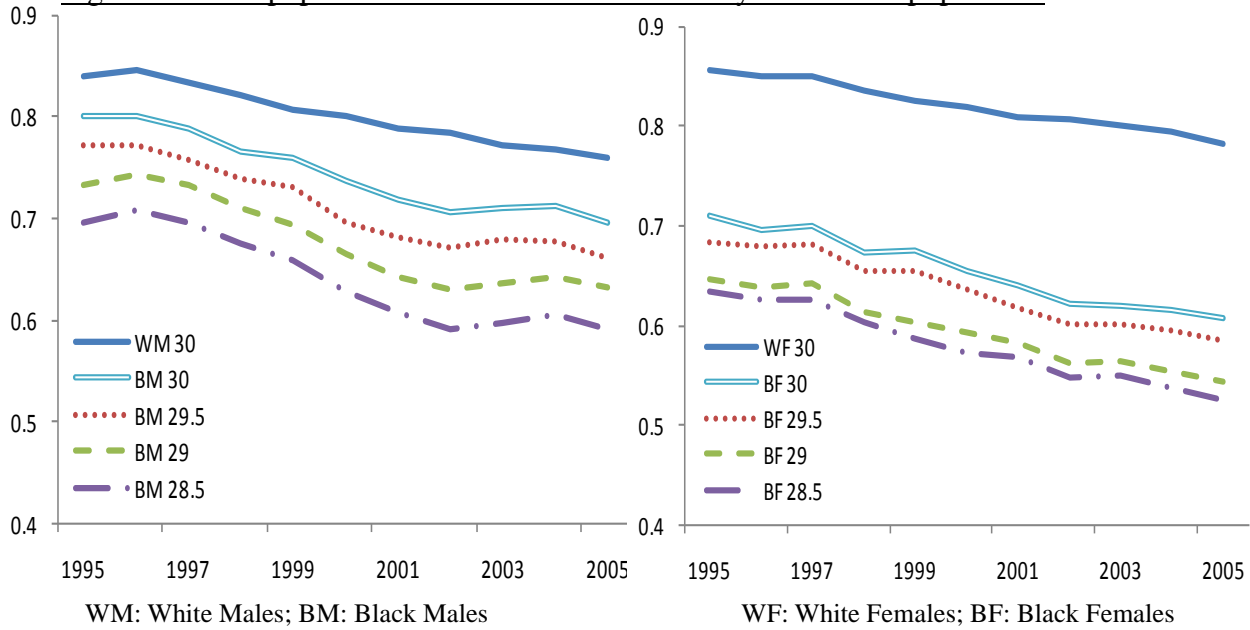 0.9
0.8
0.7
0.6
0.5
0.4
WM 30
BM 30
BM 29.5
BM 29
BM 28.5
1995 1997 1999 2001 2003 2005
WM: White Males; BM: Black Males
0.9
0.8
0.7
0.6
0.5
0.4
WF 30
BF 30
BF 29.5
BF 29
BF 28.5
1995 1997 1999 2001 2003 2005
WF: White Females; BF: Black Females